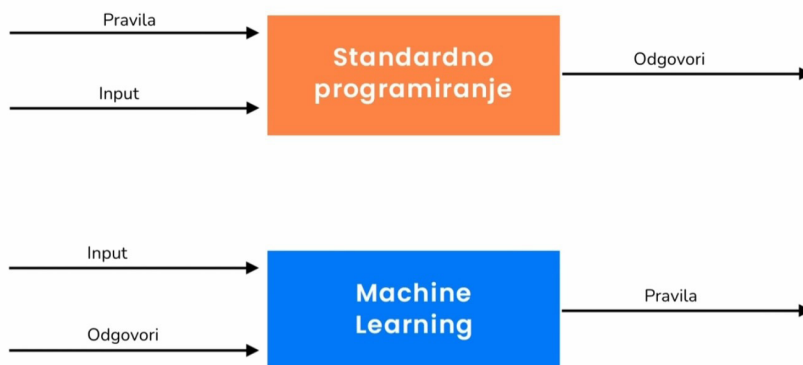 Pravila
Input
Standardno
programiranje
Odgovori
Input
Odgovori
Machine
Learning
Pravila